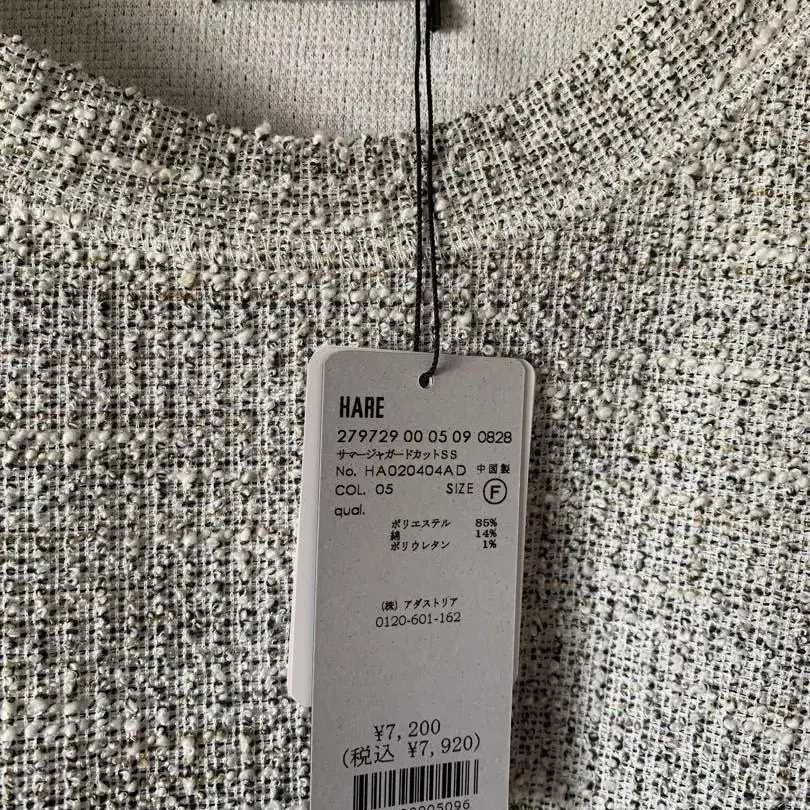 HARE
279729 00 05 09 0828
サマージャガードカットSS
No. HA020404AD 中国製
COL. 05 SIZE F
qual.
ポリエステル 85%
綿 14%
ポリウレタン 1%
(株) アダストリア
0120-601-162
¥7,200
(税込 ¥7,920)